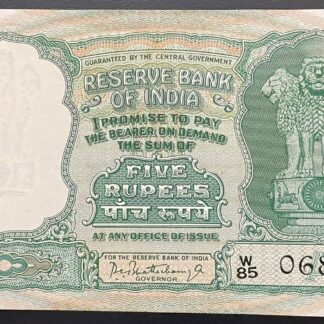 GUARANTEED BY THE CENTRAL GOVERNMENT
RESERVE BANK
OF INDIA
I PROMISE TO PAY
THE BEARER ON DEMAND
THE SUM OF
FIVE
RUPEES
पाँच रुपये
AT ANY OFFICE OF ISSUE
FOR THE RESERVE BANK OF INDIA
GOVERNOR
W
85
068